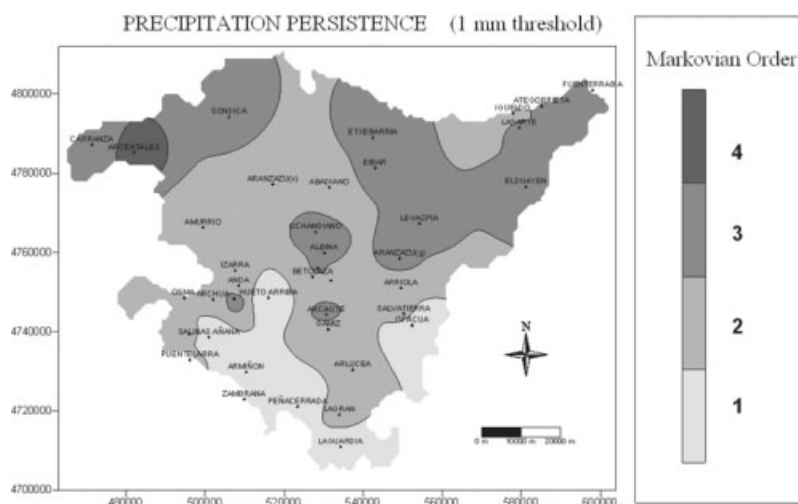 PRECIPITATION PERSISTENCE (1 mm threshold)
Markovian Order
4
3
2
1
4800000
4780000
4760000
4740000
4720000
4700000
FUENTERRABIA
ATEGORRIETA
IGUELDO
LASARTE
SONDICA
CARRANZA
ARCENTALES
ETXEBARRIA
EIBAR
ELDUAYEN
ARANZAZU(v)
ABADIANO
AMURRIO
LEGAZPIA
OCHANDIANO
ALBINA
ARANZAZU(g)
IZARRA
ANDA
OSMA
ARCHUA
HUETO ARRIBA
ARRIOLA
ARCAUTE
SALVATIERRA
OPACUA
SALINAS AÑANA
FUENTELARRA
ARMIÑON
ARLUCEA
ZAMBRANA
PEÑACERRADA
LAGRAN
LAGUARDIA
N
0 m 10000 m 20000 m
480000 500000 520000 540000 560000 580000 600000